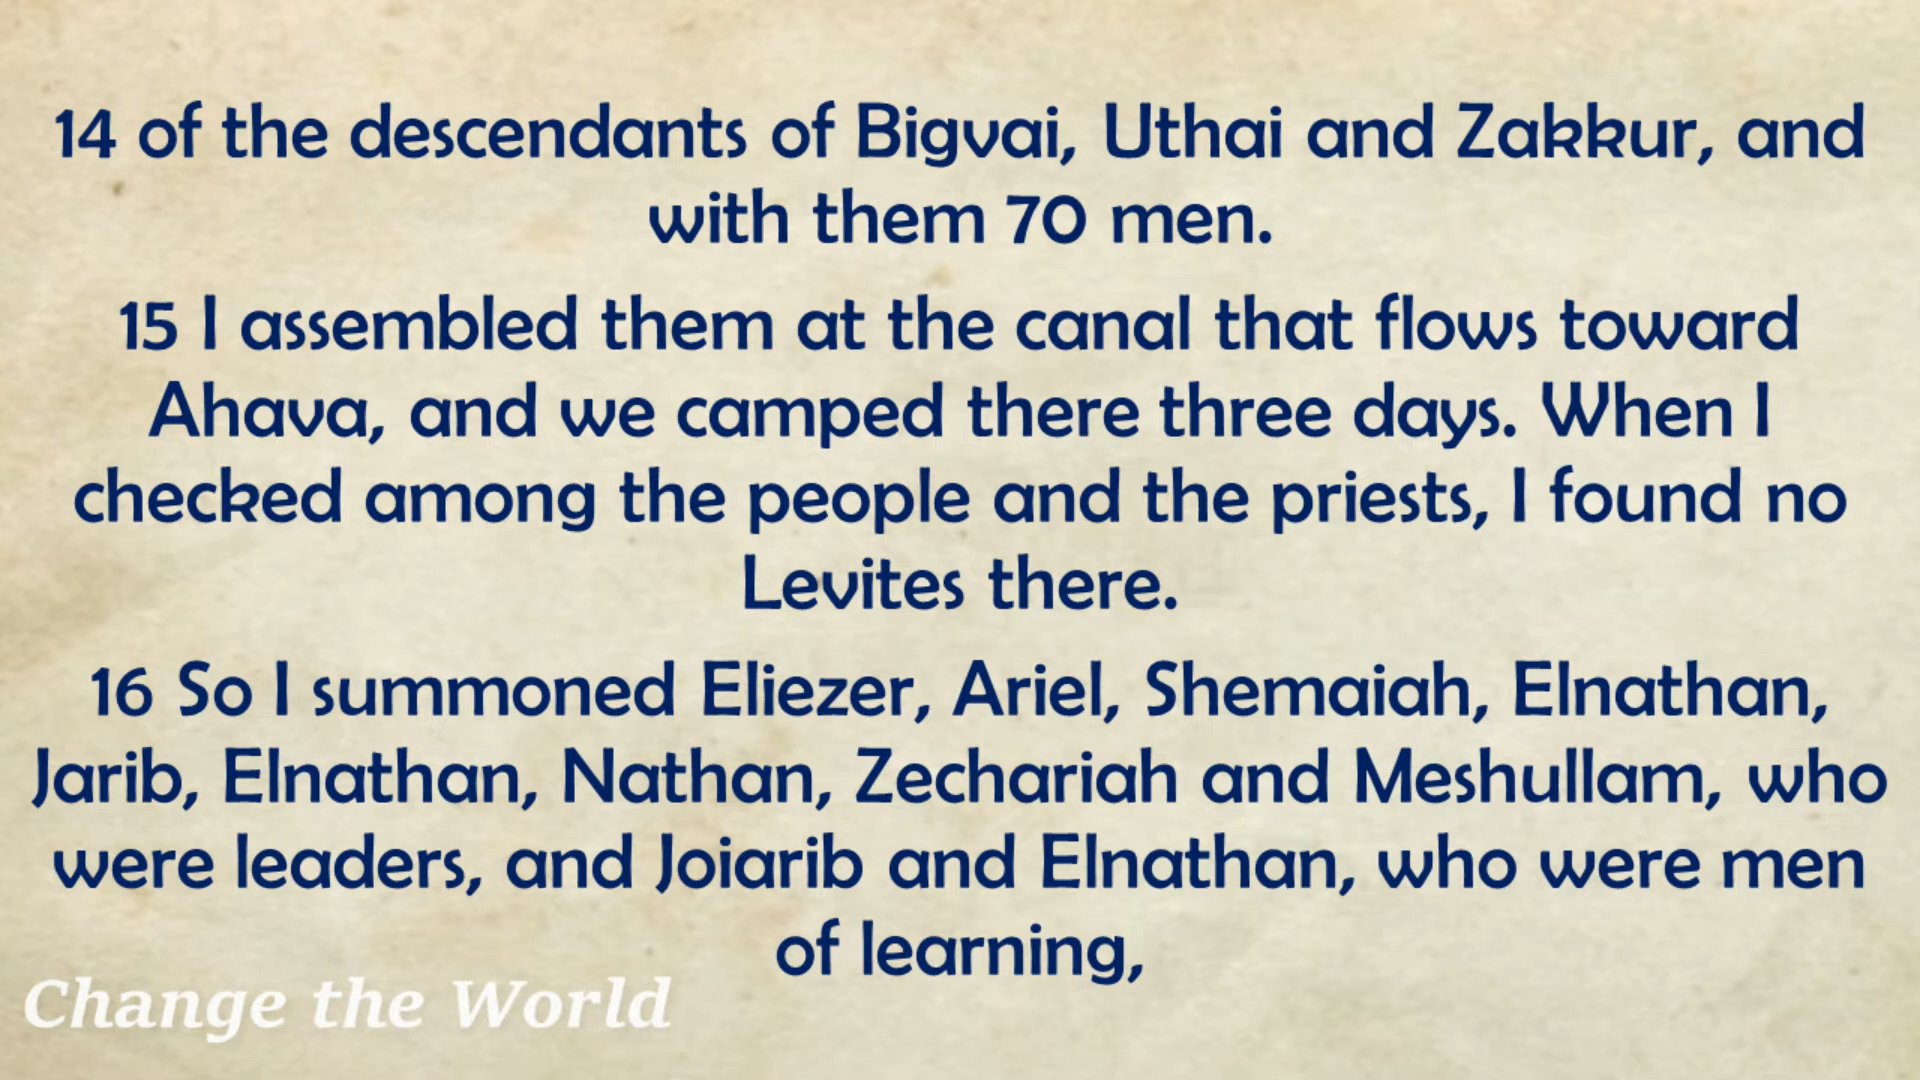 14 of the descendants of Bigvai, Uthai and Zakkur, and
with them 70 men.
15 I assembled them at the canal that flows toward
Ahava, and we camped there three days. When I
checked among the people and the priests, I found no
Levites there.
16 So I summoned Eliezer, Ariel, Shemaiah, Elnathan,
Jarib, Elnathan, Nathan, Zechariah and Meshullam, who
were leaders, and Joiarib and Elnathan, who were men
of learning,
Change the World